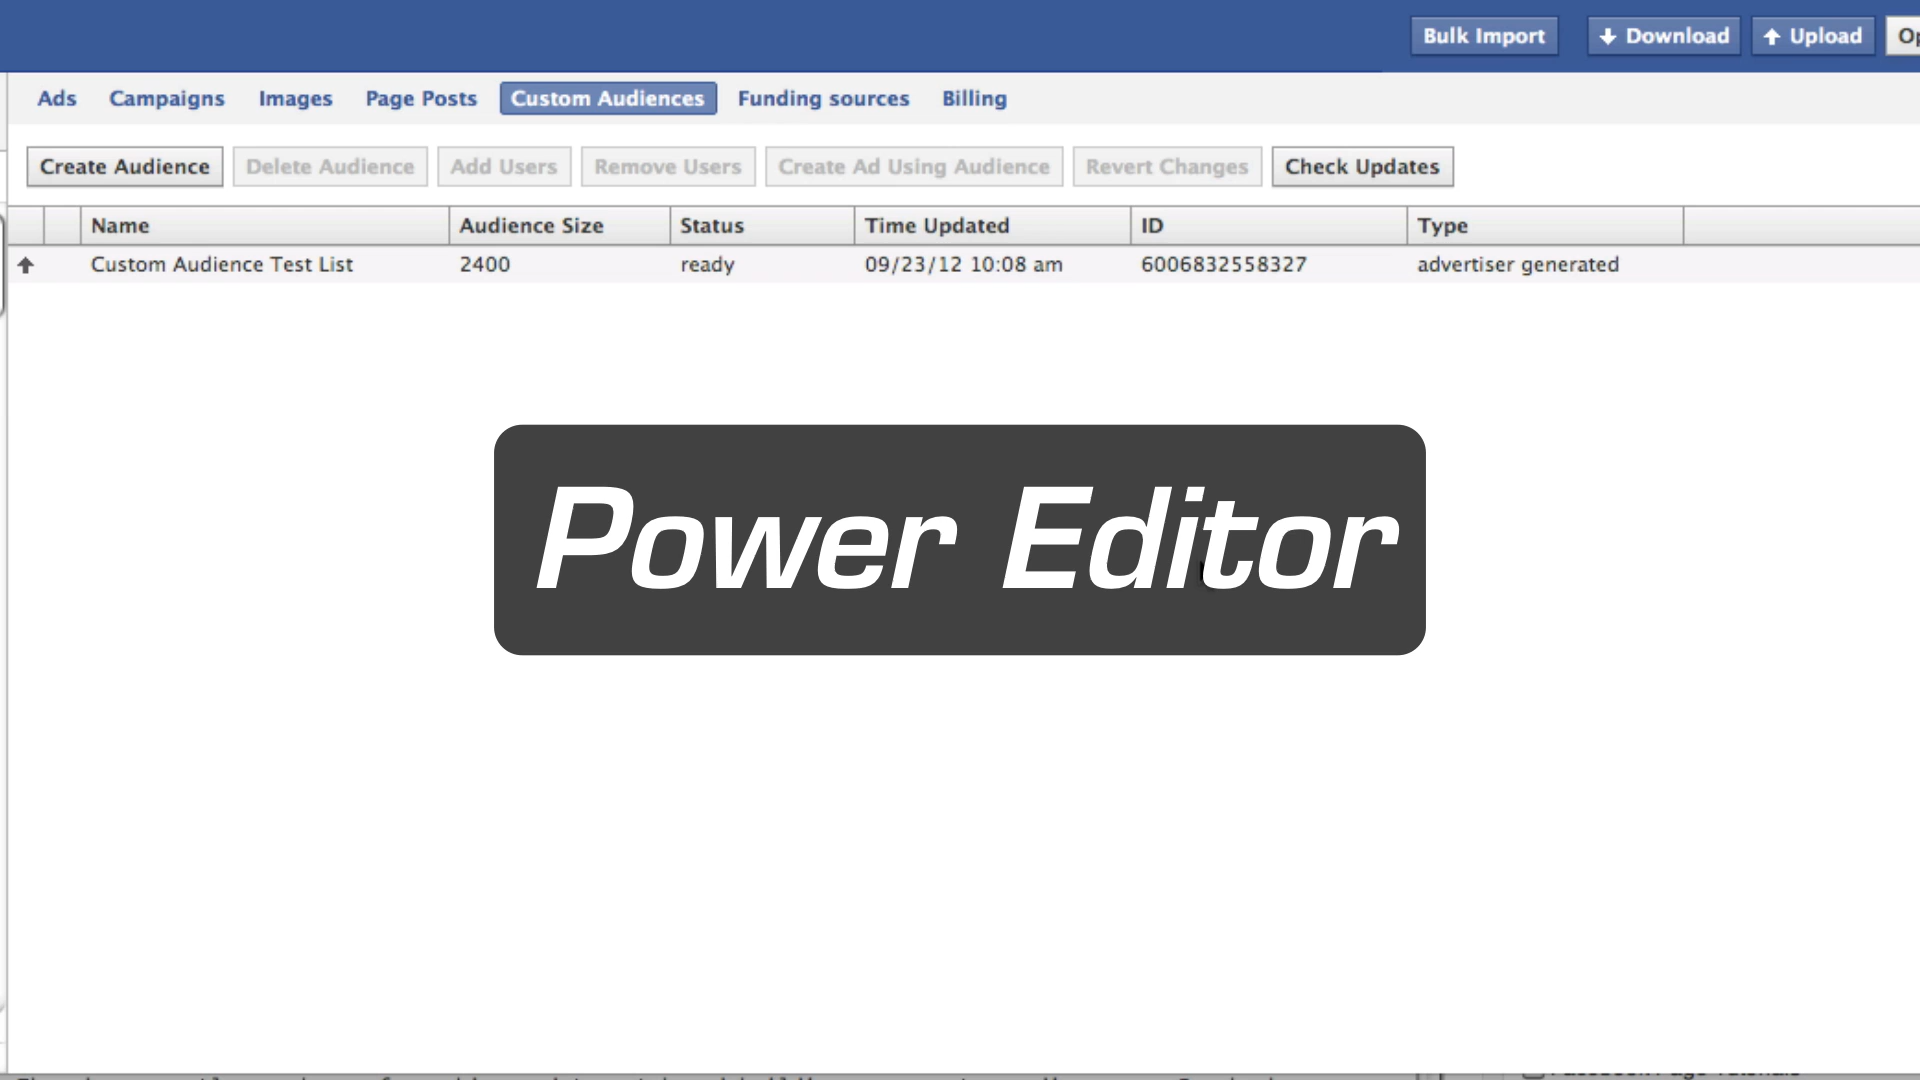 Bulk Import Download Upload
Ads Campaigns Images Page Posts Custom Audiences Funding sources Billing
Create Audience Delete Audience Add Users Remove Users Create Ad Using Audience Revert Changes Check Updates
Name Audience Size Status Time Updated ID Type
Custom Audience Test List 2400 ready 09/23/12 10:08 am 6006832558327 advertiser generated
Power Editor